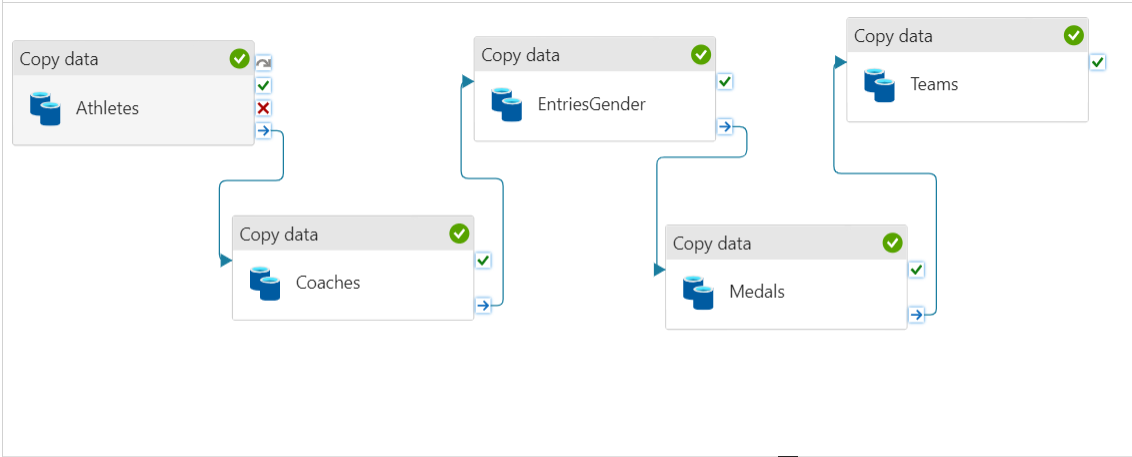 Copy data
Athletes
Copy data
Coaches
Copy data
EntriesGender
Copy data
Medals
Copy data
Teams